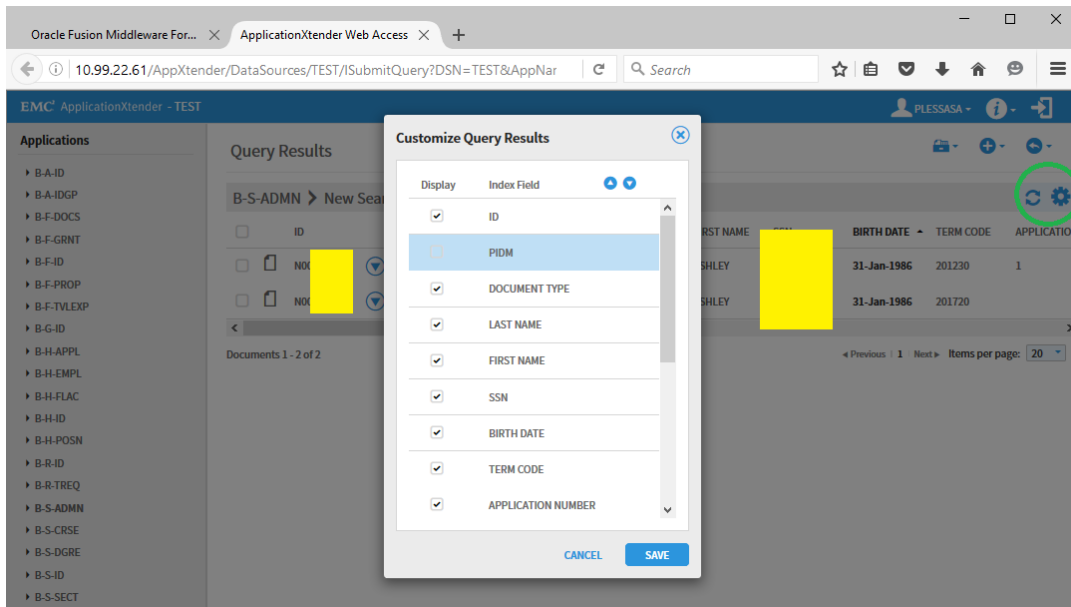 Oracle Fusion Middleware For...
ApplicationXtender Web Access
10.99.22.61/AppXtender/DataSources/TEST/ISubmitQuery?DSN=TEST&AppNar
Search
EMC² ApplicationXtender - TEST
PLESSASA
Applications
B-A-ID
B-A-IDGP
B-F-DOCS
B-F-GRNT
B-F-ID
B-F-PROP
B-F-TVLEXP
B-G-ID
B-H-APPL
B-H-EMPL
B-H-FLAC
B-H-ID
B-H-POSN
B-R-ID
B-R-TREQ
B-S-ADMN
B-S-CRSE
B-S-DGRE
B-S-ID
B-S-SECT
Query Results
B-S-ADMN > New Sear
ID RST NAME BIRTH DATE TERM CODE APPLICATIO
N00 SHLEY 31-Jan-1986 201230 1
N00 SHLEY 31-Jan-1986 201720
Documents 1 - 2 of 2
Previous 1 Next Items per page: 20
Customize Query Results
Display Index Field
ID
PIDM
DOCUMENT TYPE
LAST NAME
FIRST NAME
SSN
BIRTH DATE
TERM CODE
APPLICATION NUMBER
CANCEL SAVE